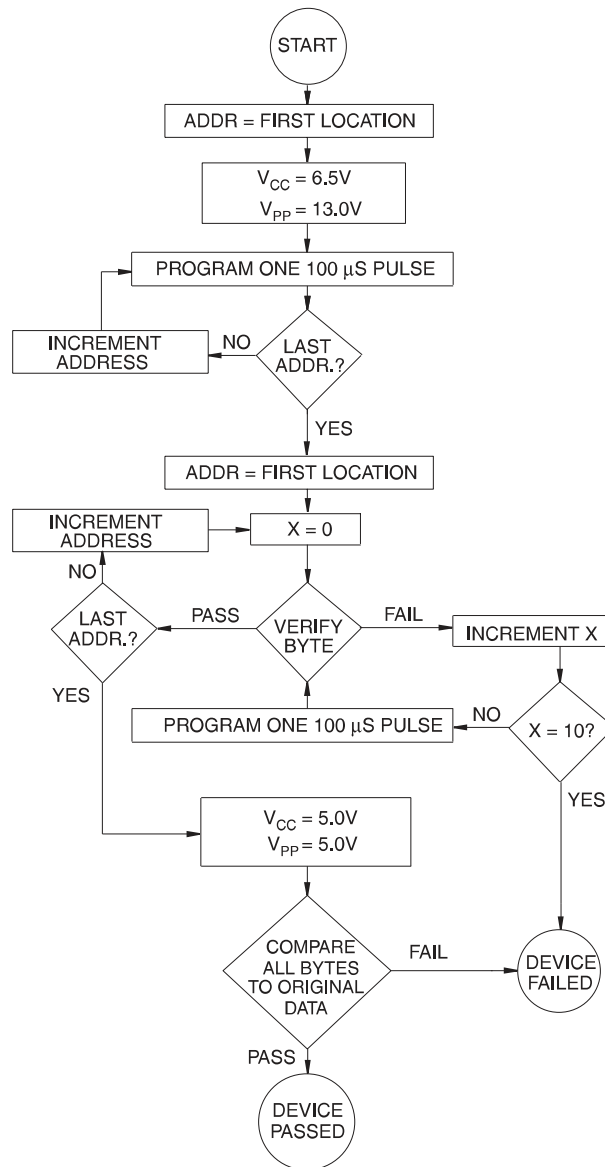 START
ADDR = FIRST LOCATION
V_CC = 6.5V
V_PP = 13.0V
PROGRAM ONE 100 µS PULSE
INCREMENT
ADDRESS
NO
LAST
ADDR.?
YES
ADDR = FIRST LOCATION
INCREMENT
ADDRESS
X = 0
NO
LAST
ADDR.?
PASS
VERIFY
BYTE
FAIL
INCREMENT X
YES
PROGRAM ONE 100 µS PULSE
NO
X = 10?
YES
V_CC = 5.0V
V_PP = 5.0V
COMPARE
ALL BYTES
TO ORIGINAL
DATA
FAIL
DEVICE
FAILED
PASS
DEVICE
PASSED